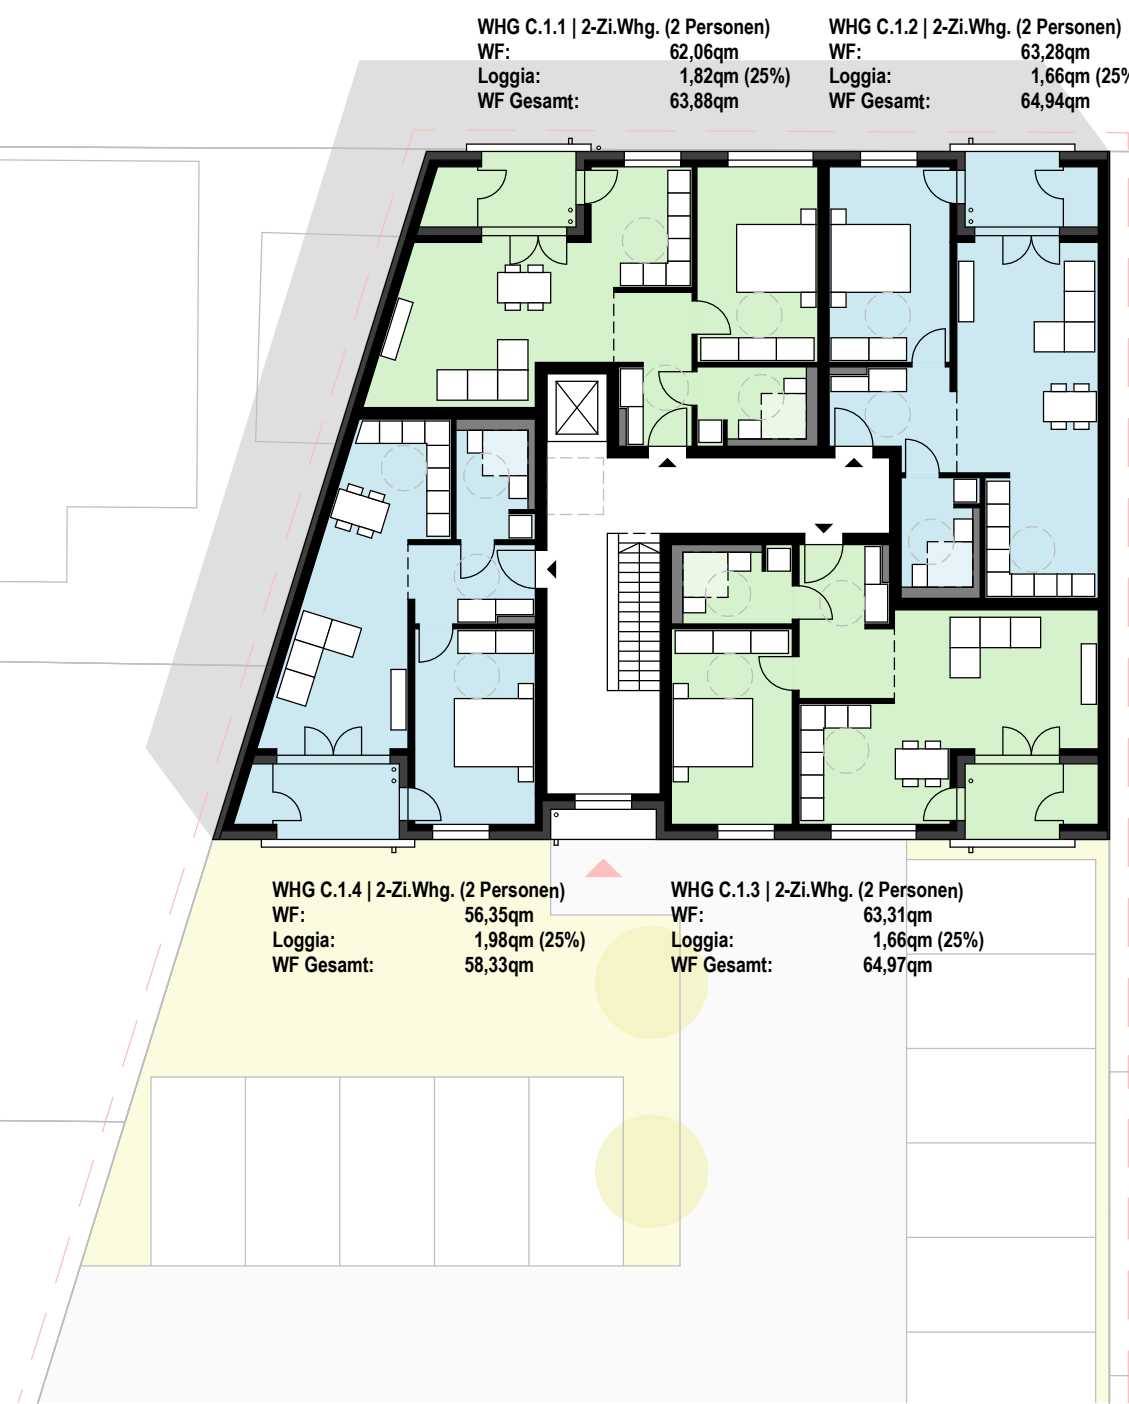 WHG C.1.1 | 2-Zi.Whg. (2 Personen)
WF: 62,06qm
Loggia: 1,82qm (25%)
WF Gesamt: 63,88qm
WHG C.1.2 | 2-Zi.Whg. (2 Personen)
WF: 63,28qm
Loggia: 1,66qm (25%
WF Gesamt: 64,94qm
WHG C.1.4 | 2-Zi.Whg. (2 Personen)
WF: 56,35qm
Loggia: 1,98qm (25%)
WF Gesamt: 58,33qm
WHG C.1.3 | 2-Zi.Whg. (2 Personen)
WF: 63,31qm
Loggia: 1,66qm (25%)
WF Gesamt: 64,97qm